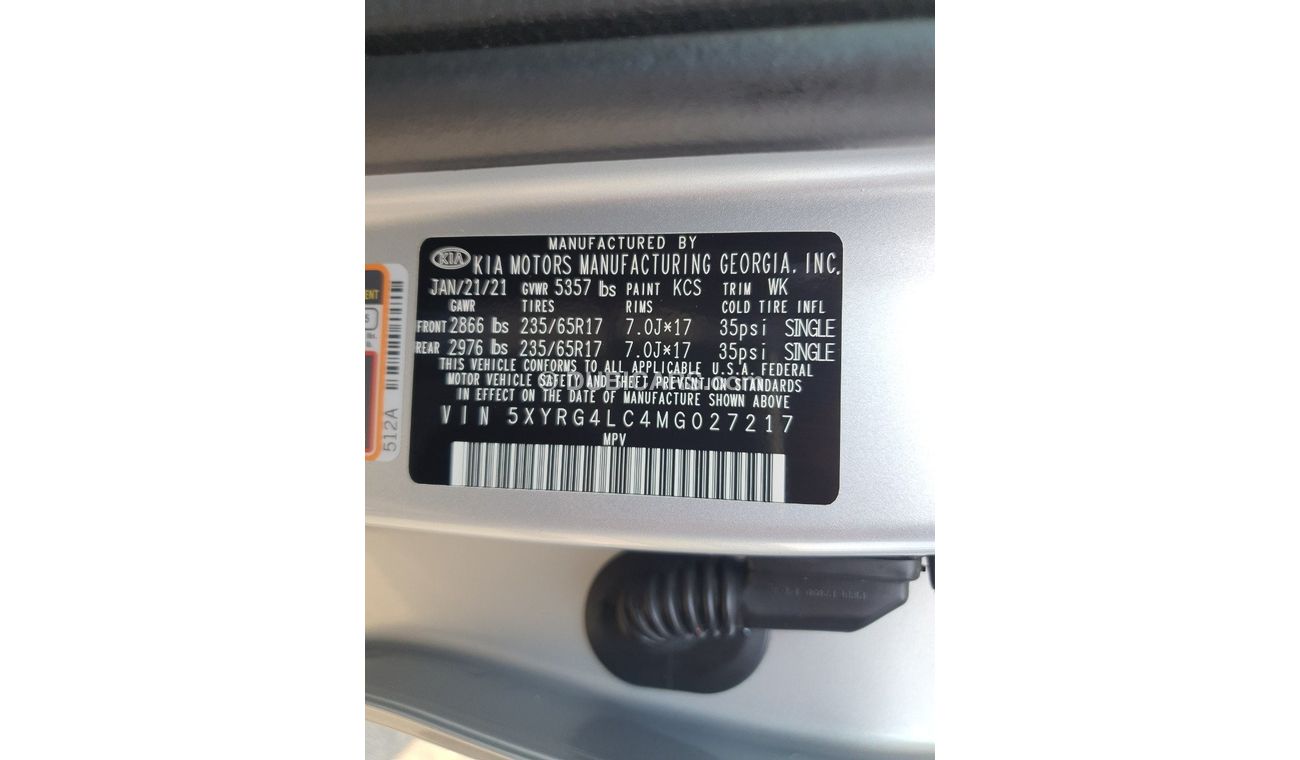 MANUFACTURED BY
KIA KIA MOTORS MANUFACTURING GEORGIA, INC.
JAN/21/21 GVWR 5357 lbs PAINT KCS TRIM WK
GAWR TIRES RIMS COLD TIRE INFL
FRONT 2866 lbs 235/65R17 7.0J*17 35psi SINGLE
REAR 2976 lbs 235/65R17 7.0J*17 35psi SINGLE
THIS VEHICLE CONFORMS TO ALL APPLICABLE U.S.A. FEDERAL
MOTOR VEHICLE SAFETY AND THEFT PREVENTION STANDARDS
IN EFFECT ON THE DATE OF MANUFACTURE SHOWN ABOVE
VIN 5XYRG4LC4MG027217
MPV
512A